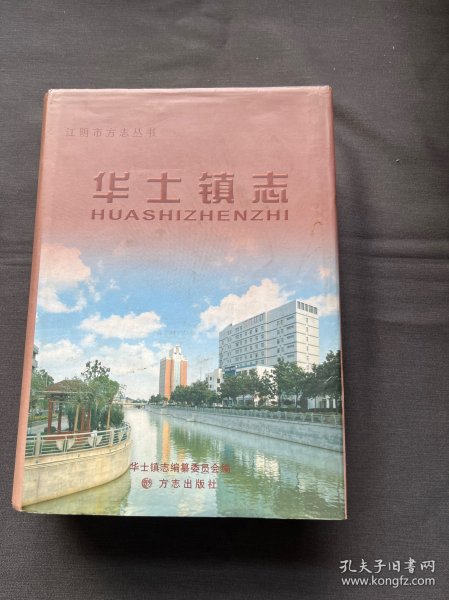 江阴市方志丛书
华士镇志
HUASHIZHENZHI
华士镇志编纂委员会编
方志出版社
孔夫子旧书网
www.kongfz.com